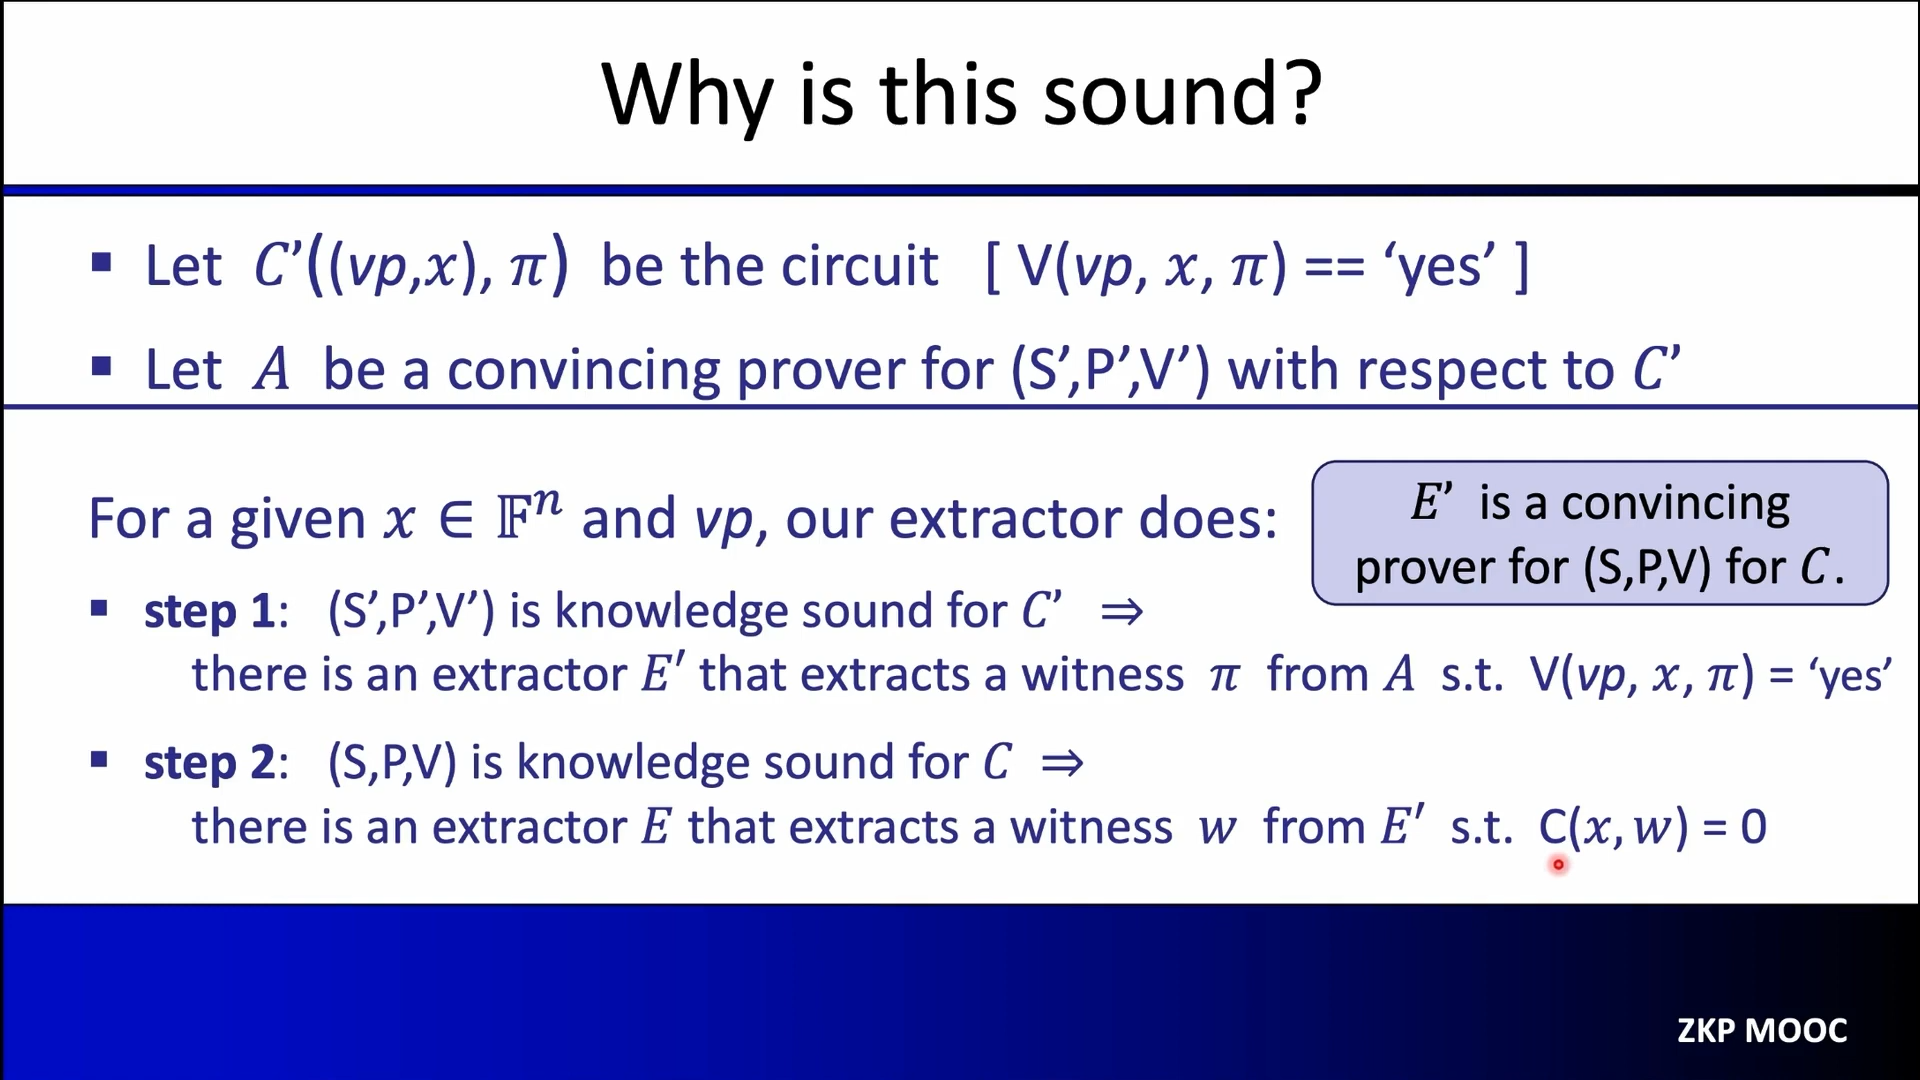 Why is this sound?
▪ Let C’((vp,x), π) be the circuit [ V(vp, x, π) == ‘yes’ ]
▪ Let A be a convincing prover for (S’,P’,V’) with respect to C’
For a given x ∈ 𝔽ⁿ and vp, our extractor does:
E’ is a convincing
prover for (S,P,V) for C.
▪ step 1: (S’,P’,V’) is knowledge sound for C’ ⇒
there is an extractor E′ that extracts a witness π from A s.t. V(vp, x, π) = ‘yes’
▪ step 2: (S,P,V) is knowledge sound for C ⇒
there is an extractor E that extracts a witness w from E′ s.t. C(x, w) = 0
ZKP MOOC